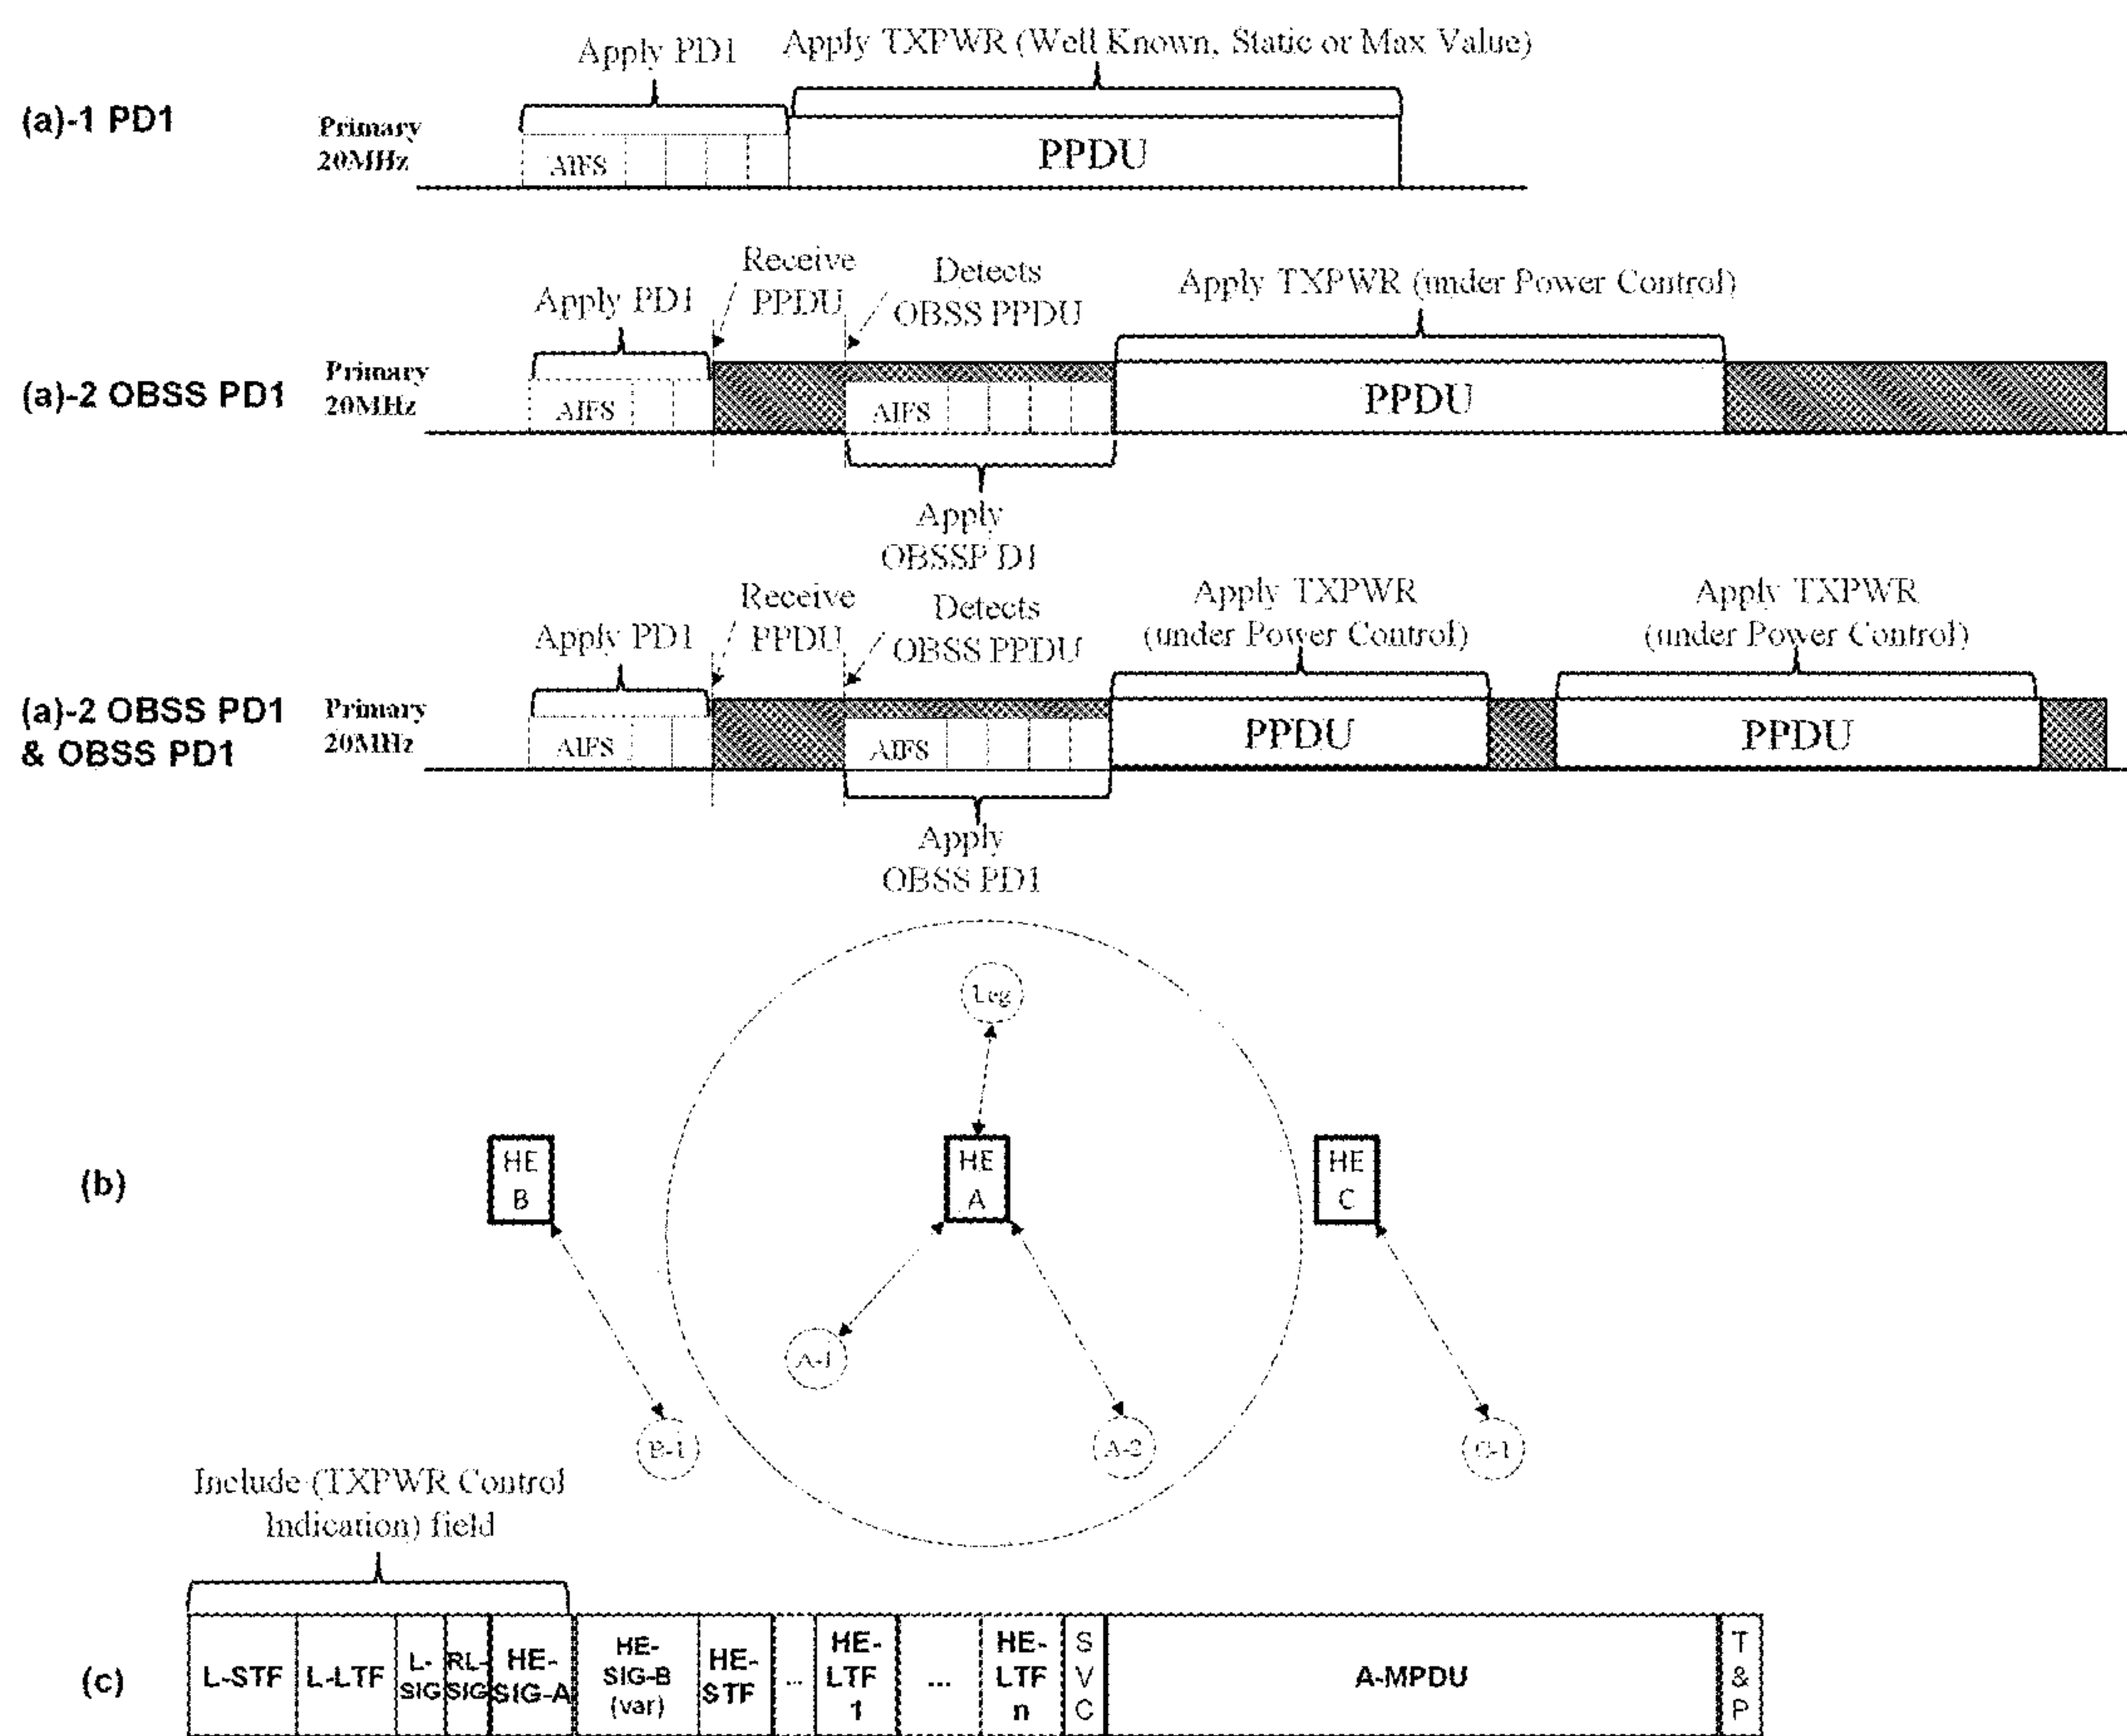 Apply PD1
Apply TXPWR (Well Known, Static or Max Value)
(a)-1 PD1
Primary
20MHz
AIFS
PPDU
Apply PD1
Receive
PPDU
Detects
OBSS PPDU
Apply TXPWR (under Power Control)
(a)-2 OBSS PD1
Primary
20MHz
AIFS
AIFS
PPDU
Apply
OBSSP D1
Apply PD1
Receive
PPDU
Detects
OBSS PPDU
Apply TXPWR
(under Power Control)
Apply TXPWR
(under Power Control)
(a)-2 OBSS PD1
& OBSS PD1
Primary
20MHz
AIFS
AIFS
PPDU
PPDU
Apply
OBSS PD1
Leg
(b)
HE
B
HE
A
HE
C
A-1
B-1
A-2
C-1
Include (TXPWR Control
Indication) field
(c)
L-STF
L-LTF
L-
SIG
RL-
SIG
HE-
SIG-A
HE-
SIG-B
(var)
HE-
STF
...
HE-
LTF
1
...
HE-
LTF
n
S
V
C
A-MPDU
T
&
P